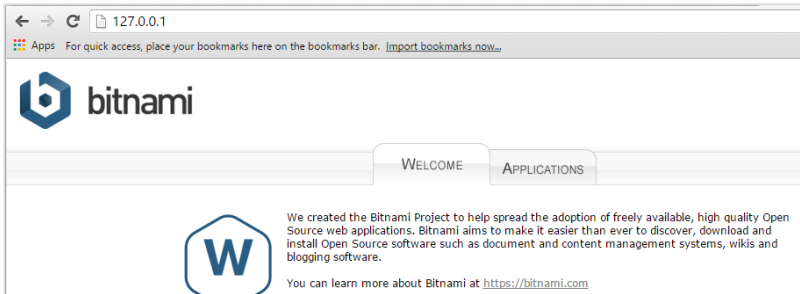 127.0.0.1
Apps For quick access, place your bookmarks here on the bookmarks bar. Import bookmarks now...
bitnami
WELCOME
APPLICATIONS
W
We created the Bitnami Project to help spread the adoption of freely available, high quality Open
Source web applications. Bitnami aims to make it easier than ever to discover, download and
install Open Source software such as document and content management systems, wikis and
blogging software.
You can learn more about Bitnami at https://bitnami.com